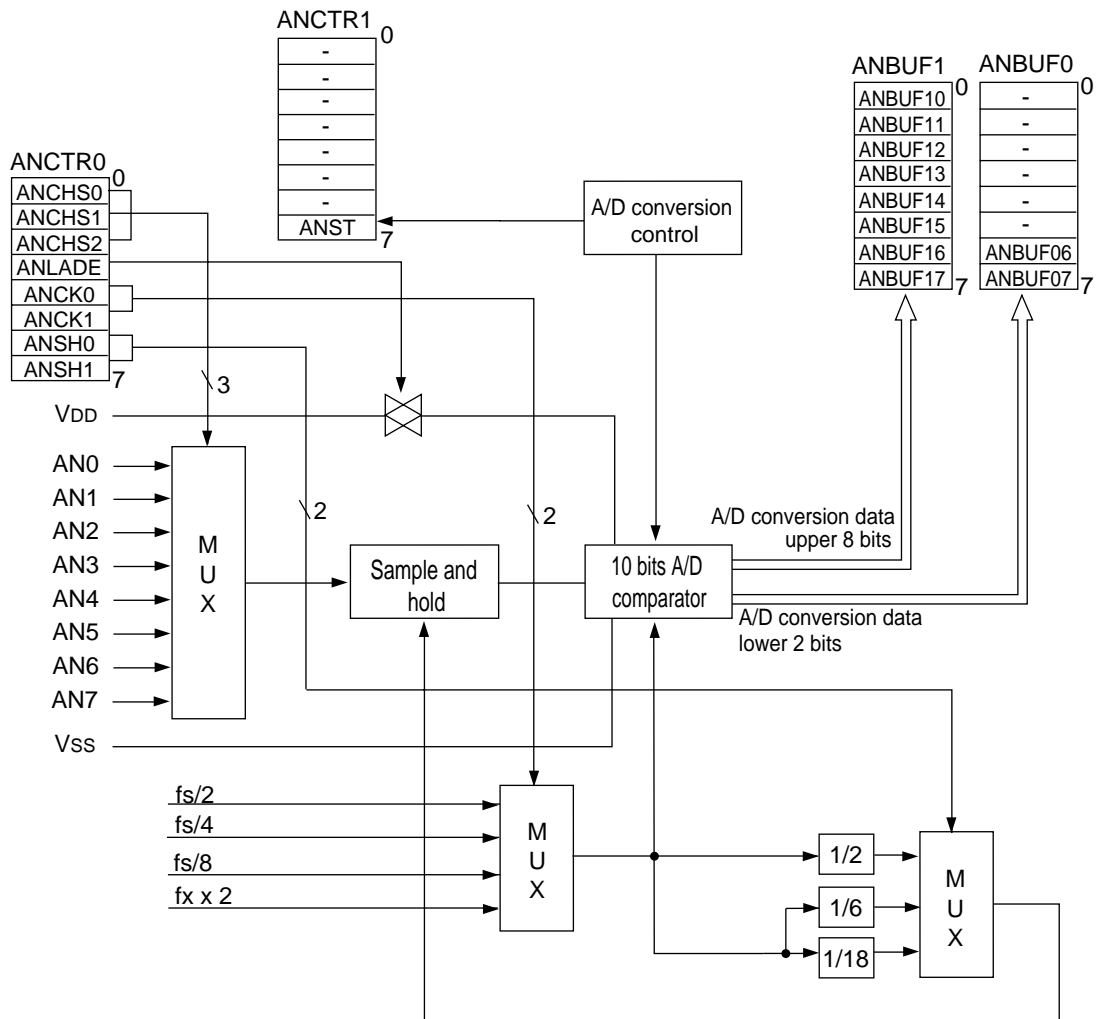 ANCTR1
0
-
-
-
-
-
-
-
ANST
7
ANBUF1
0
ANBUF10
ANBUF11
ANBUF12
ANBUF13
ANBUF14
ANBUF15
ANBUF16
ANBUF17
7
ANBUF0
0
-
-
-
-
-
-
ANBUF06
ANBUF07
7
ANCTR0
0
ANCHS0
ANCHS1
ANCHS2
ANLADE
ANCK0
ANCK1
ANSH0
ANSH1
7
A/D conversion
control
3
2
2
VDD
AN0
AN1
AN2
AN3
AN4
AN5
AN6
AN7
VSS
M
U
X
Sample and
hold
10 bits A/D
comparator
A/D conversion data
upper 8 bits
A/D conversion data
lower 2 bits
fs/2
fs/4
fs/8
fx x 2
M
U
X
1/2
1/6
1/18
M
U
X